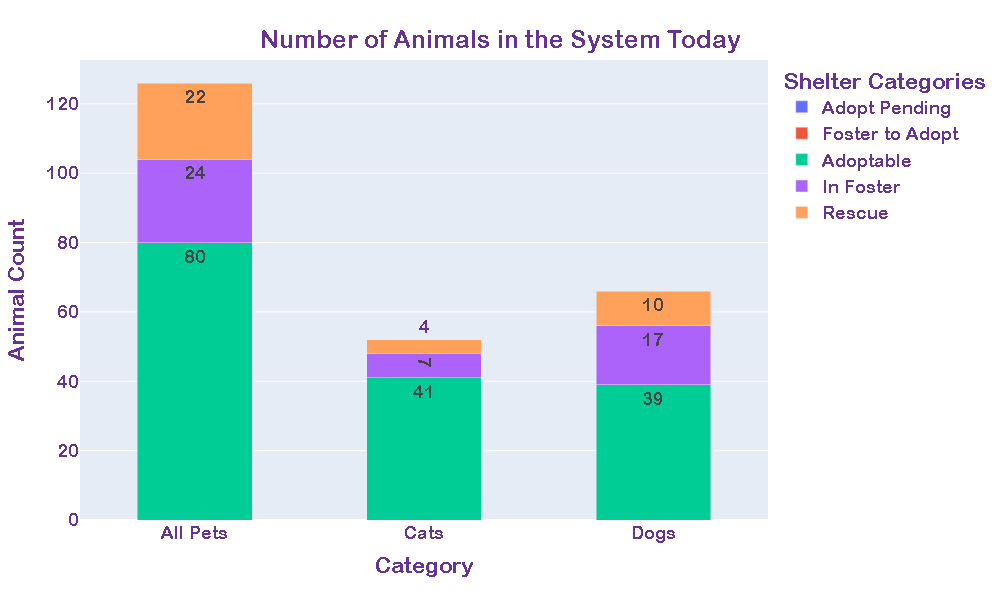 Number of Animals in the System Today
Shelter Categories
Adopt Pending
Foster to Adopt
Adoptable
In Foster
Rescue
Animal Count
120
100
80
60
40
20
0
22
24
80
4
7
41
10
17
39
All Pets
Cats
Dogs
Category